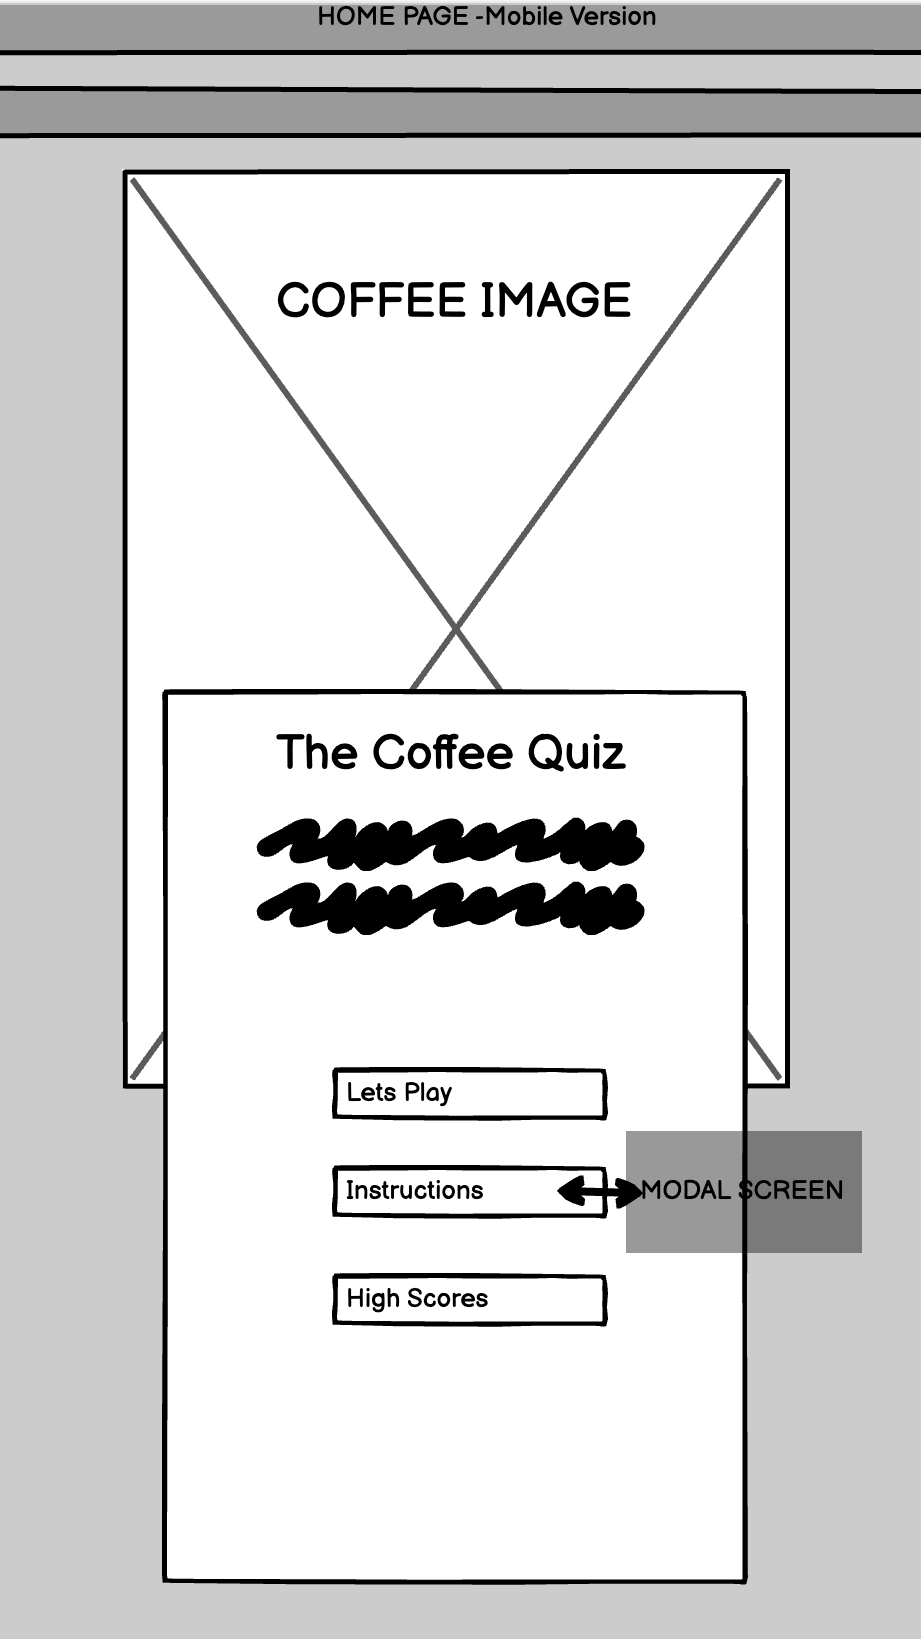 HOME PAGE -Mobile Version
COFFEE IMAGE
The Coffee Quiz
Lets Play
Instructions
MODAL SCREEN
High Scores